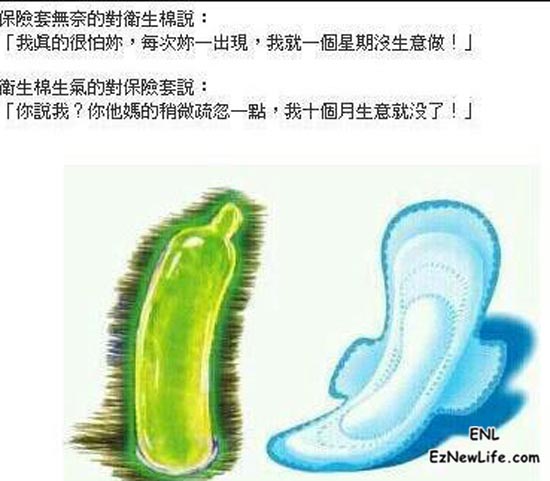 保險套無奈的對衛生棉說：
「我真的很怕妳，每次妳一出現，我就一個星期沒生意做！」
衛生棉生氣的對保險套說：
「你說我？你他媽的稍微疏忽一點，我十個月生意就没了！」
ENL
EzNewLife.com